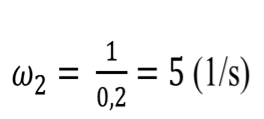 ω₂ = 1/0,2 = 5 (1/s)